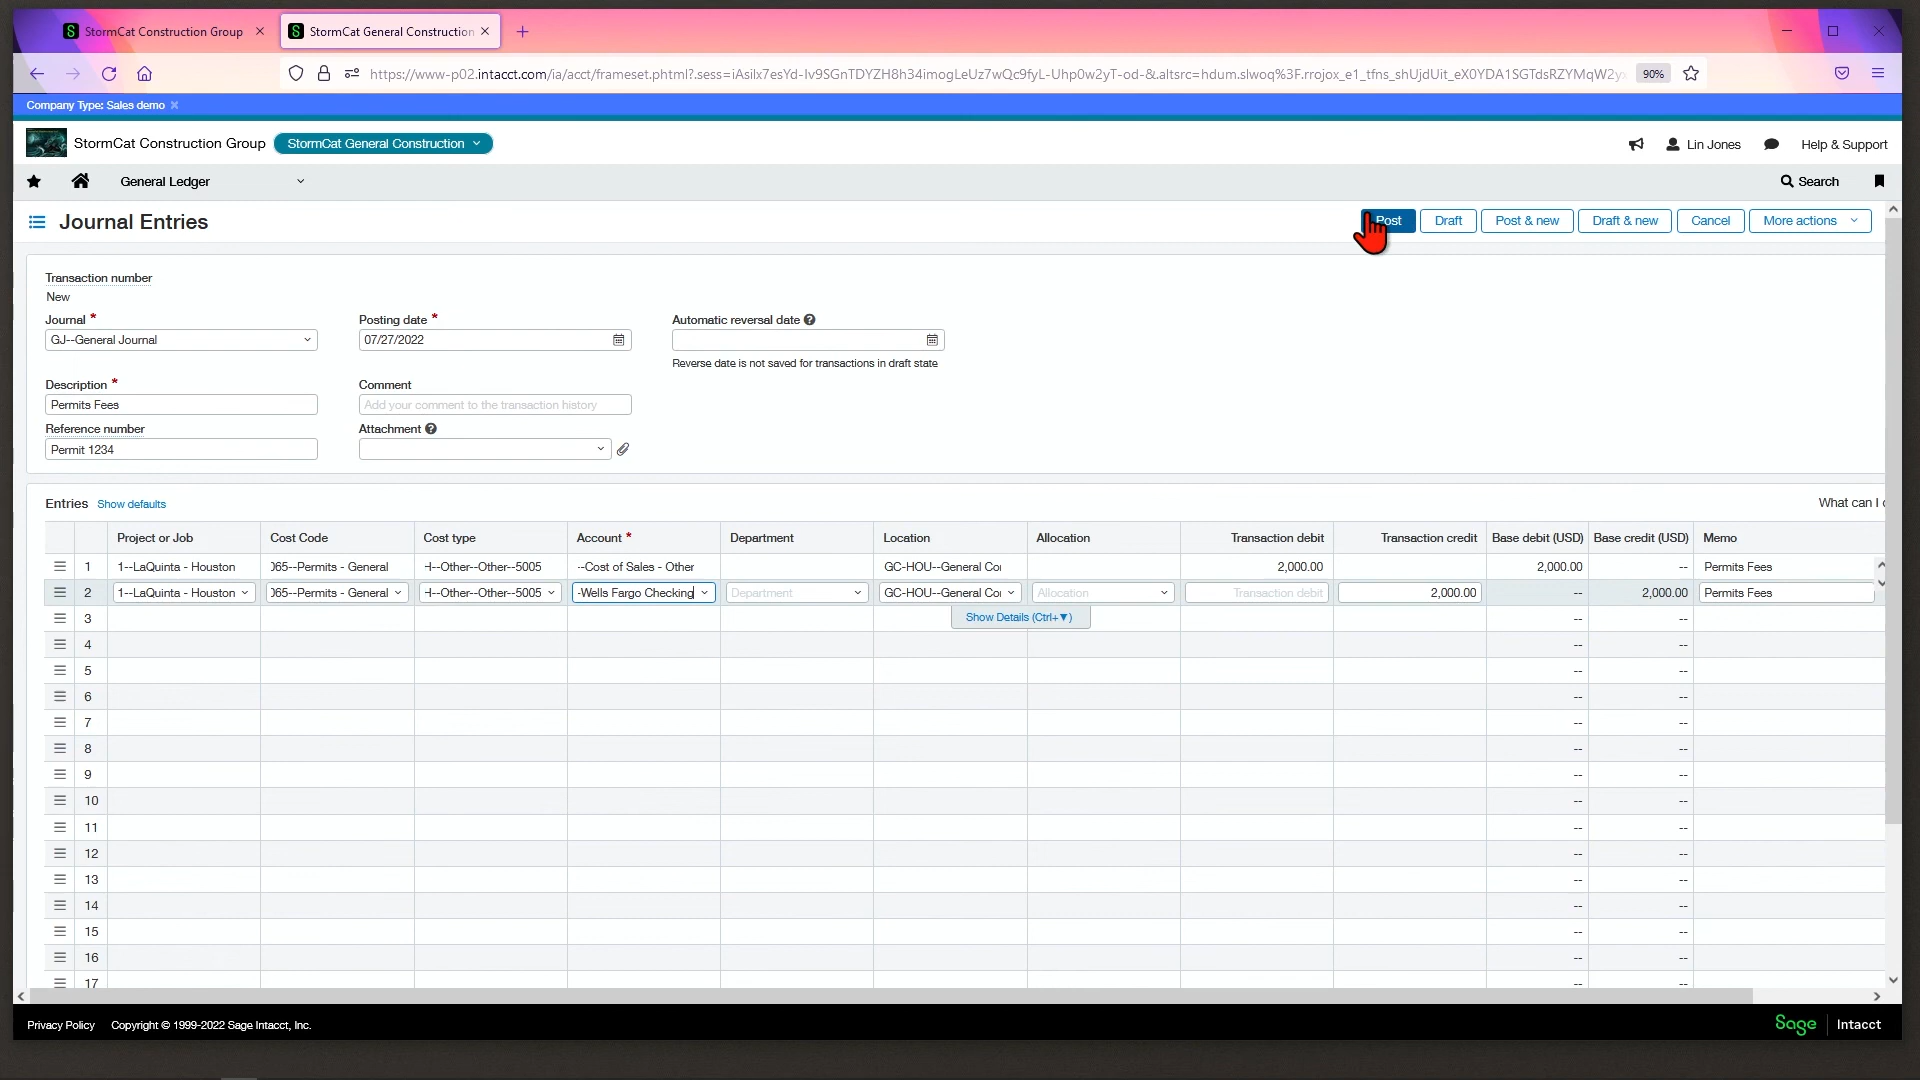 StormCat Construction Group
StormCat General Construction
https://www-p02.intacct.com/ia/acct/frameset.phtml?.sess=
90%
Company Type: Sales demo
StormCat Construction Group
StormCat General Construction
Lin Jones
Help & Support
General Ledger
Search
Journal Entries
Post
Draft
Post & new
Draft & new
Cancel
More actions
Transaction number
New
Journal *
Posting date *
Automatic reversal date
GJ--General Journal
07/27/2022
Reverse date is not saved for transactions in draft state
Description *
Comment
Permits Fees
Add your comment to the transaction history
Reference number
Attachment
Permit 1234
Entries Show defaults
What can I
Project or Job Cost Code Cost type Account * Department Location Allocation Transaction debit Transaction credit Base debit (USD) Base credit (USD) Memo
1 1--LaQuinta - Houston 065--Permits - General --Other--Other--5005 --Cost of Sales - Other GC-HOU--General Co 2,000.00 2,000.00 -- Permits Fees
2 1--LaQuinta - Houston 065--Permits - General --Other--Other--5005 -Wells Fargo Checking Department GC-HOU--General Co Allocation Transaction debit 2,000.00 -- 2,000.00 Permits Fees
Show Details (Ctrl+▼)
3 -- --
4 -- --
5 -- --
6 -- --
7 -- --
8 -- --
9 -- --
10 -- --
11 -- --
12 -- --
13 -- --
14 -- --
15 -- --
16 -- --
17 -- --
Privacy Policy Copyright © 1999-2022 Sage Intacct, Inc.
Sage Intacct